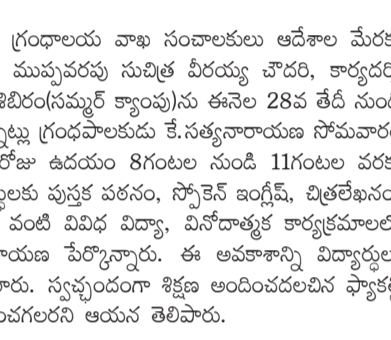 గ్రంధాలయ వాఖ సంచాలకులు ఆదేశాల మేరక
ముప్పవరపు సుచిత్ర వీరయ్య చౌదరి, కార్యదరి
శిబిరం(సమ్మర్ క్యాంపు)ను ఈనెల 28వ తేదీ నుండ
న్నట్లు గ్రంధపాలకుడు కే.సత్యనారాయణ సోమవారం
రోజు ఉదయం 8గంటల నుండి 11గంటల వరక
ర్థులకు పుస్తక పఠనం, స్పోకెన్ ఇంగ్లీష్, చిత్రలేఖనం
వంటి వివిధ విద్యా, వినోదాత్మక కార్యక్రమాలల
రాయణ పేర్కొన్నారు. ఈ అవకాశాన్ని విద్యార్థుల
నారు. స్వచ్ఛందంగా శిక్షణ అందించదలచిన ఫ్యాకల్
ంచగలరని ఆయన తెలిపారు.